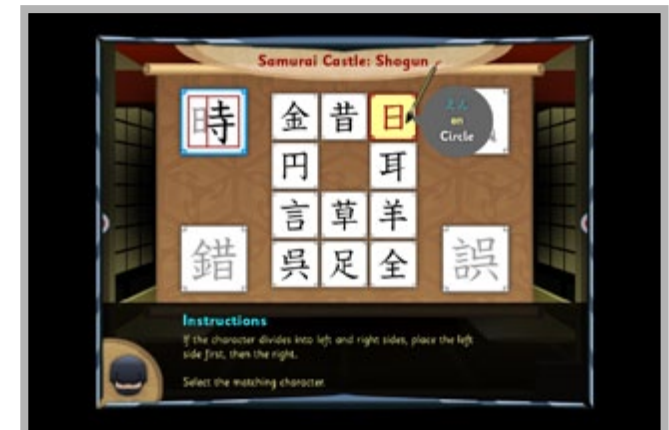 Samurai Castle: Shogun
時
金 昔 日
えん
en
Circle
円 耳
言 草 羊
錯
呉 足 全
誤
Instructions
If the character divides into left and right sides, place the left
side first, then the right.
Select the matching character.